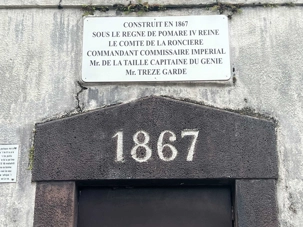 CONSTRUIT EN 1867
SOUS LE REGNE DE POMARE IV REINE
LE COMTE DE LA RONCIERE
COMMANDANT COMMISSAIRE IMPERIAL
Mr. DE LA TAILLE CAPITAINE DU GENIE
Mr. TREZE GARDE
1867